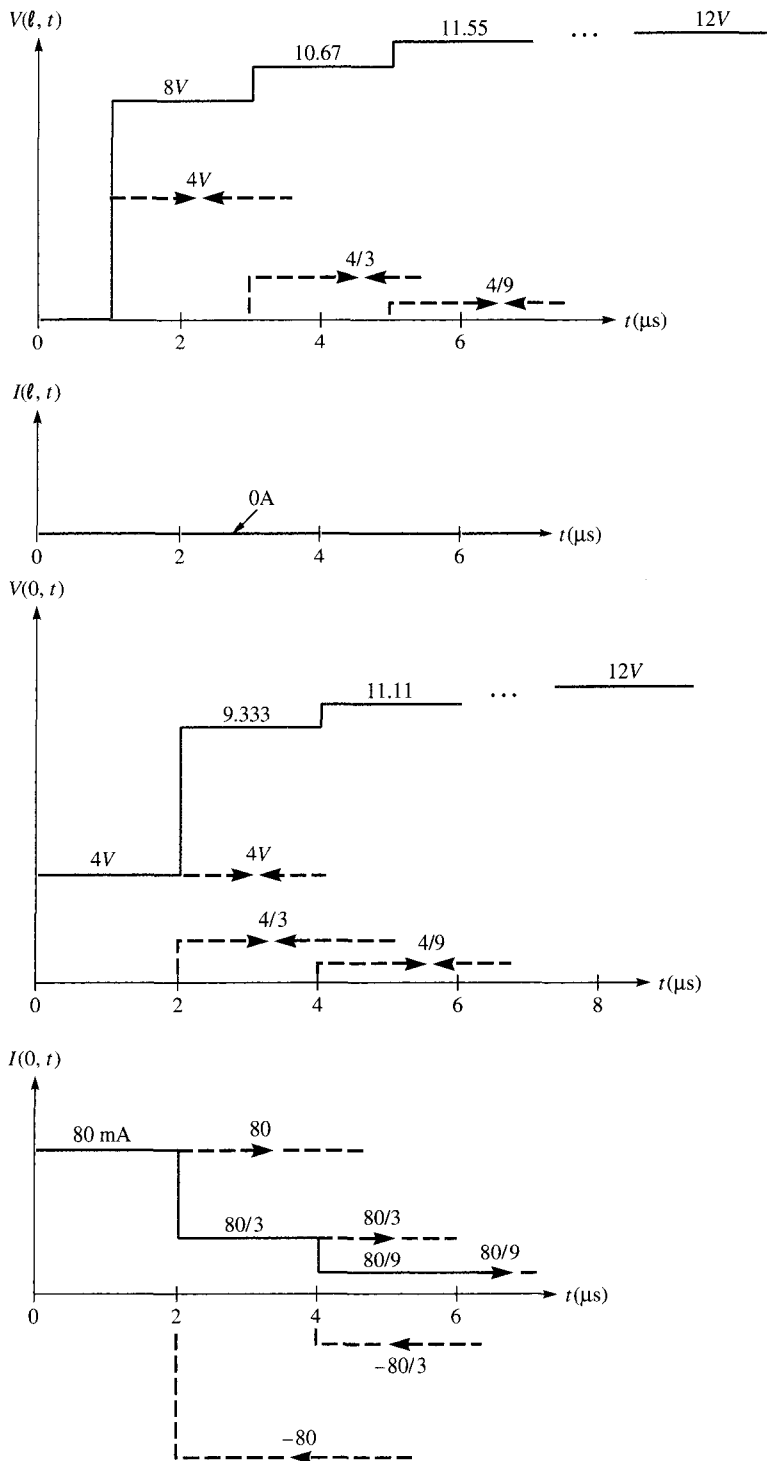 V(ℓ, t)
12V
11.55
...
10.67
8V
4V
4/3
4/9
0 2 4 6 t(μs)
I(ℓ, t)
0A
0 2 4 6 t(μs)
V(0, t)
12V
11.11 ...
9.333
4V 4V
4/3
4/9
0 2 4 6 8 t(μs)
I(0, t)
80 mA 80
80/3 80/3
80/9 80/9
0 2 4 6 t(μs)
−80/3
−80